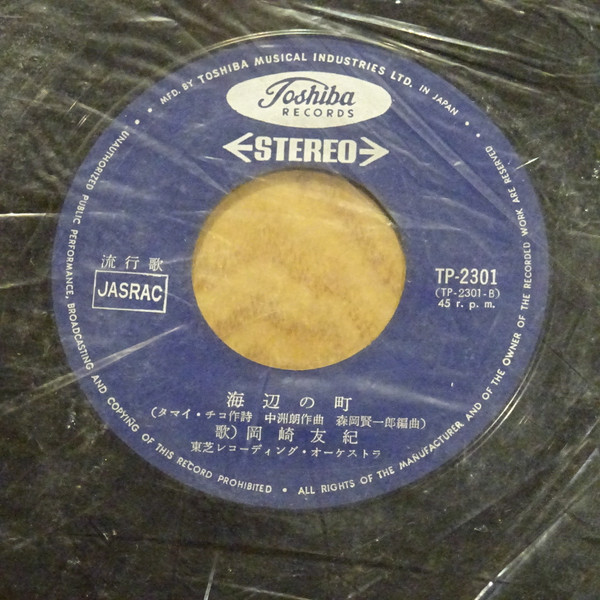 • MFD. BY TOSHIBA MUSICAL INDUSTRIES LTD. IN JAPAN •
Toshiba
RECORDS
STEREO
流行歌
JASRAC
TP-2301
(TP-2301-B)
45 r. p. m.
海辺の町
(タマイ・チコ作詩 中洲朗作曲 森岡賢一郎編曲)
歌)岡崎友紀
東芝レコーディング・オーケストラ
• UNAUTHORIZED PUBLIC PERFORMANCE, BROADCASTING AND COPYING OF THIS RECORD PROHIBITED • ALL RIGHTS OF THE MANUFACTURER AND OF THE OWNER OF THE RECORDED WORK ARE RESERVED •